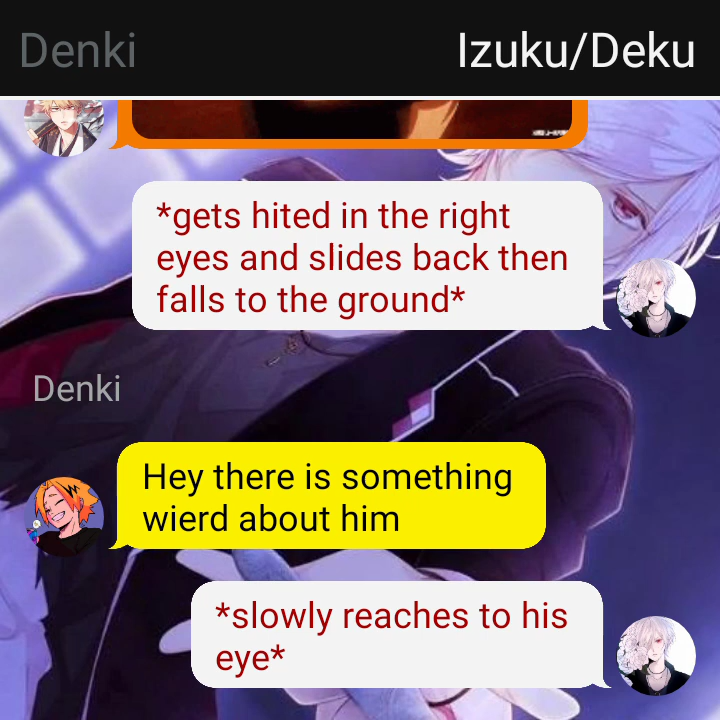 Denki
Izuku/Deku
*gets hited in the right
eyes and slides back then
falls to the ground*
Denki
Hey there is something
wierd about him
*slowly reaches to his
eye*